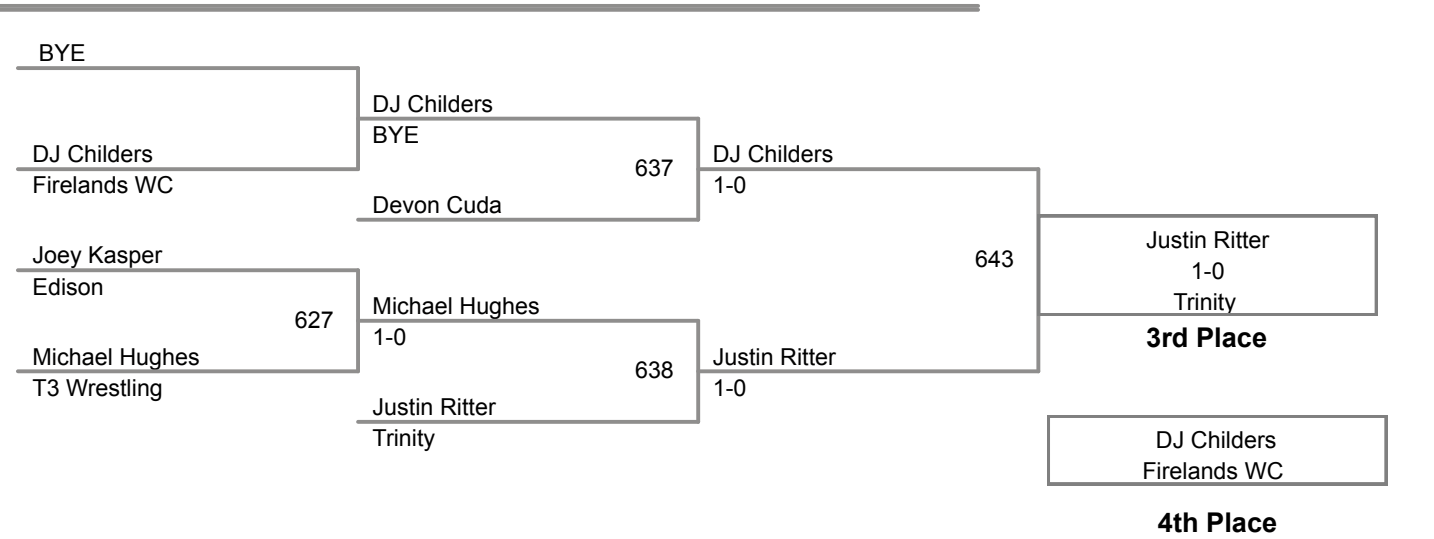 BYE
DJ Childers
BYE
DJ Childers
Firelands WC
637
DJ Childers
1-0
Devon Cuda
Joey Kasper
Edison
627
Michael Hughes
1-0
Michael Hughes
T3 Wrestling
638
Justin Ritter
1-0
Justin Ritter
Trinity
643
Justin Ritter
1-0
Trinity
3rd Place
DJ Childers
Firelands WC
4th Place